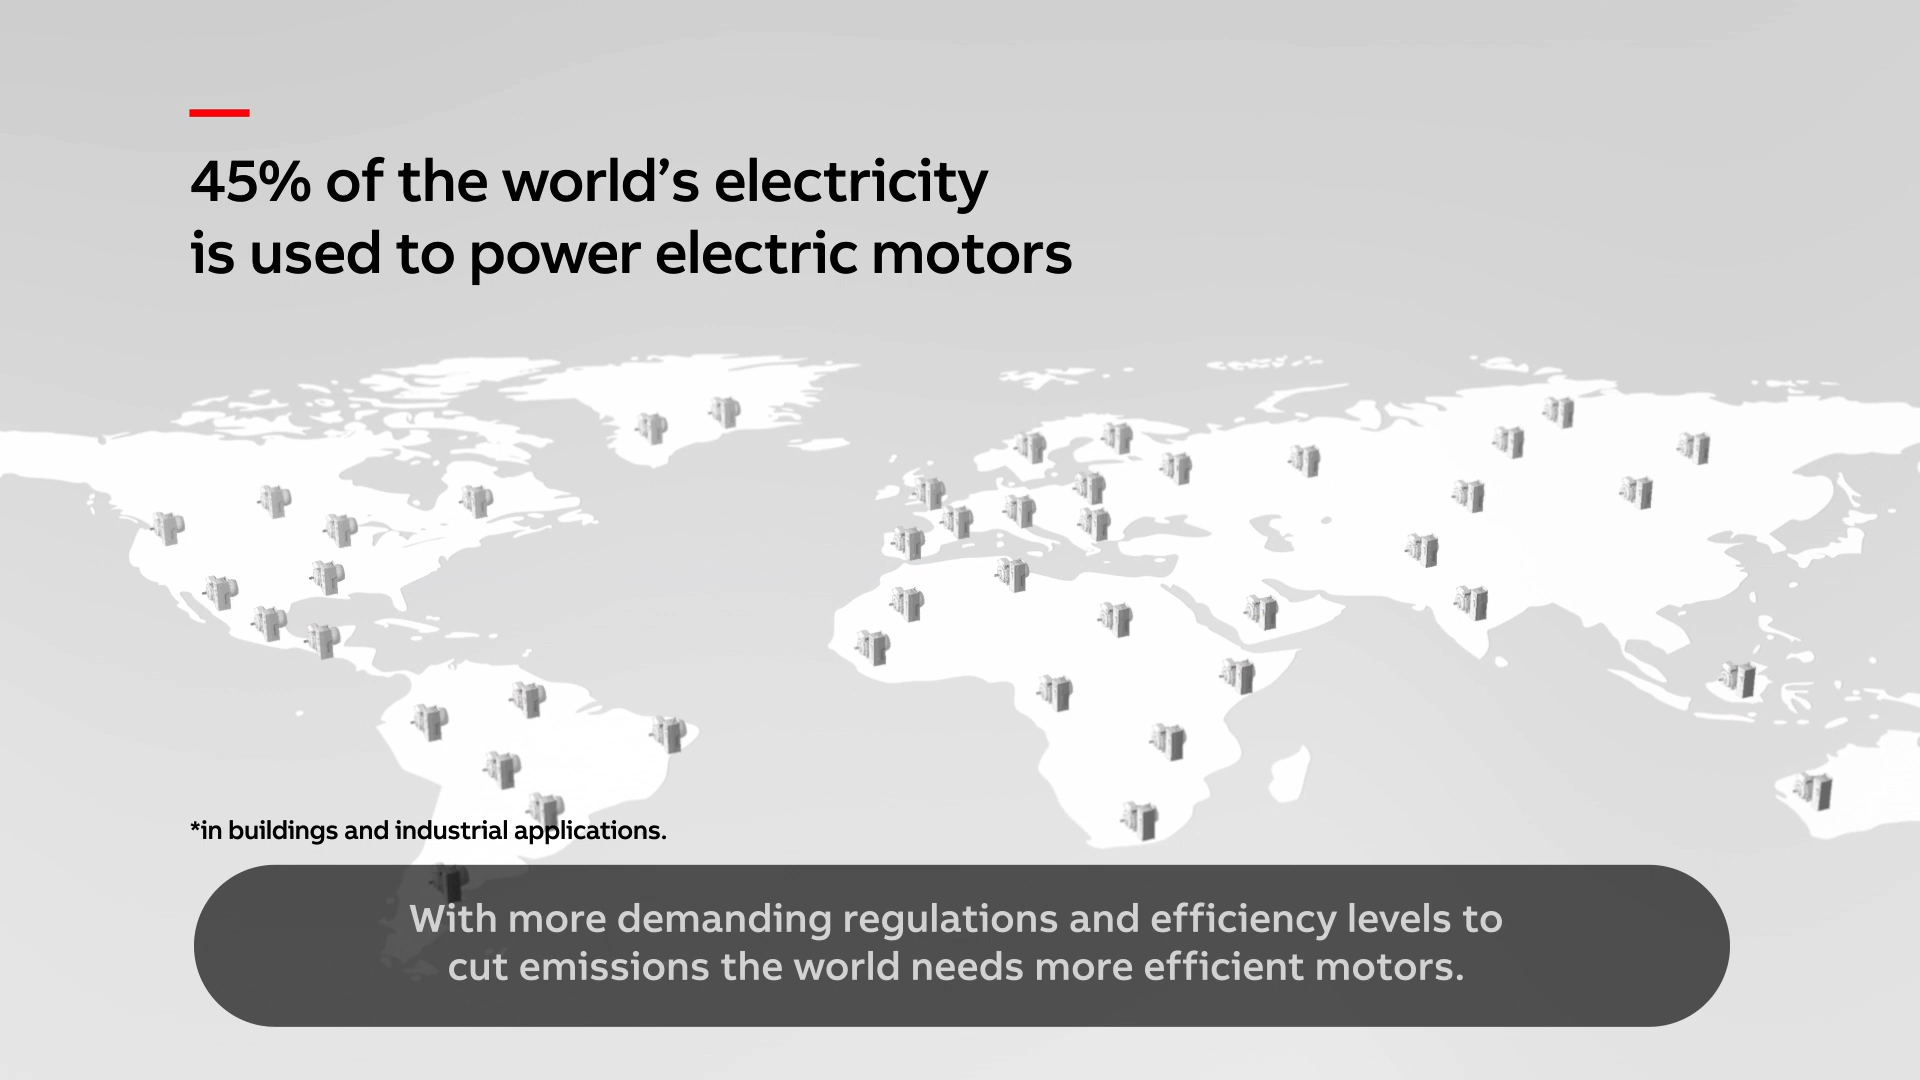 45% of the world’s electricity
is used to power electric motors
*in buildings and industrial applications.
With more demanding regulations and efficiency levels to
cut emissions the world needs more efficient motors.